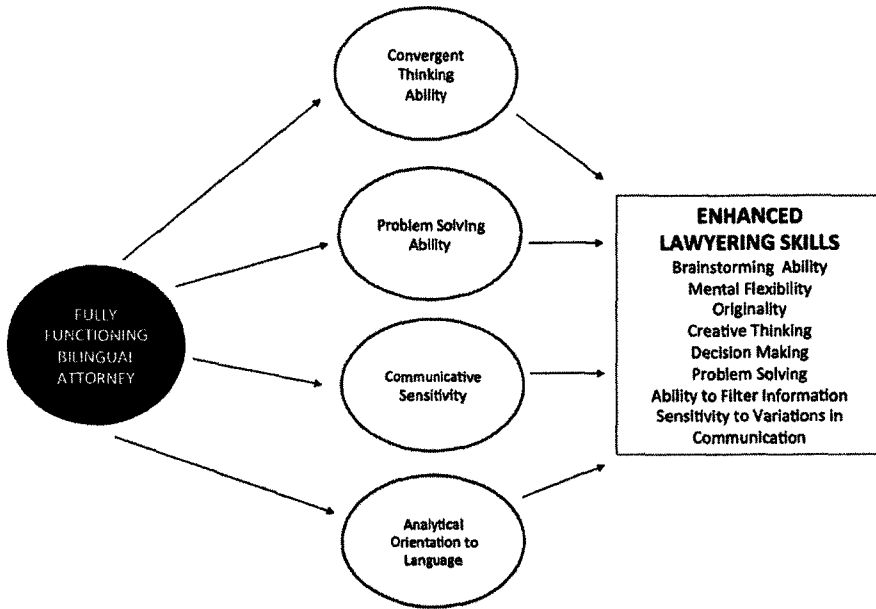 Convergent
Thinking
Ability
Problem Solving
Ability
FULLY
FUNCTIONING
BILINGUAL
ATTORNEY
Communicative
Sensitivity
Analytical
Orientation to
Language
ENHANCED
LAWYERING SKILLS
Brainstorming Ability
Mental Flexibility
Originality
Creative Thinking
Decision Making
Problem Solving
Ability to Filter Information
Sensitivity to Variations in
Communication